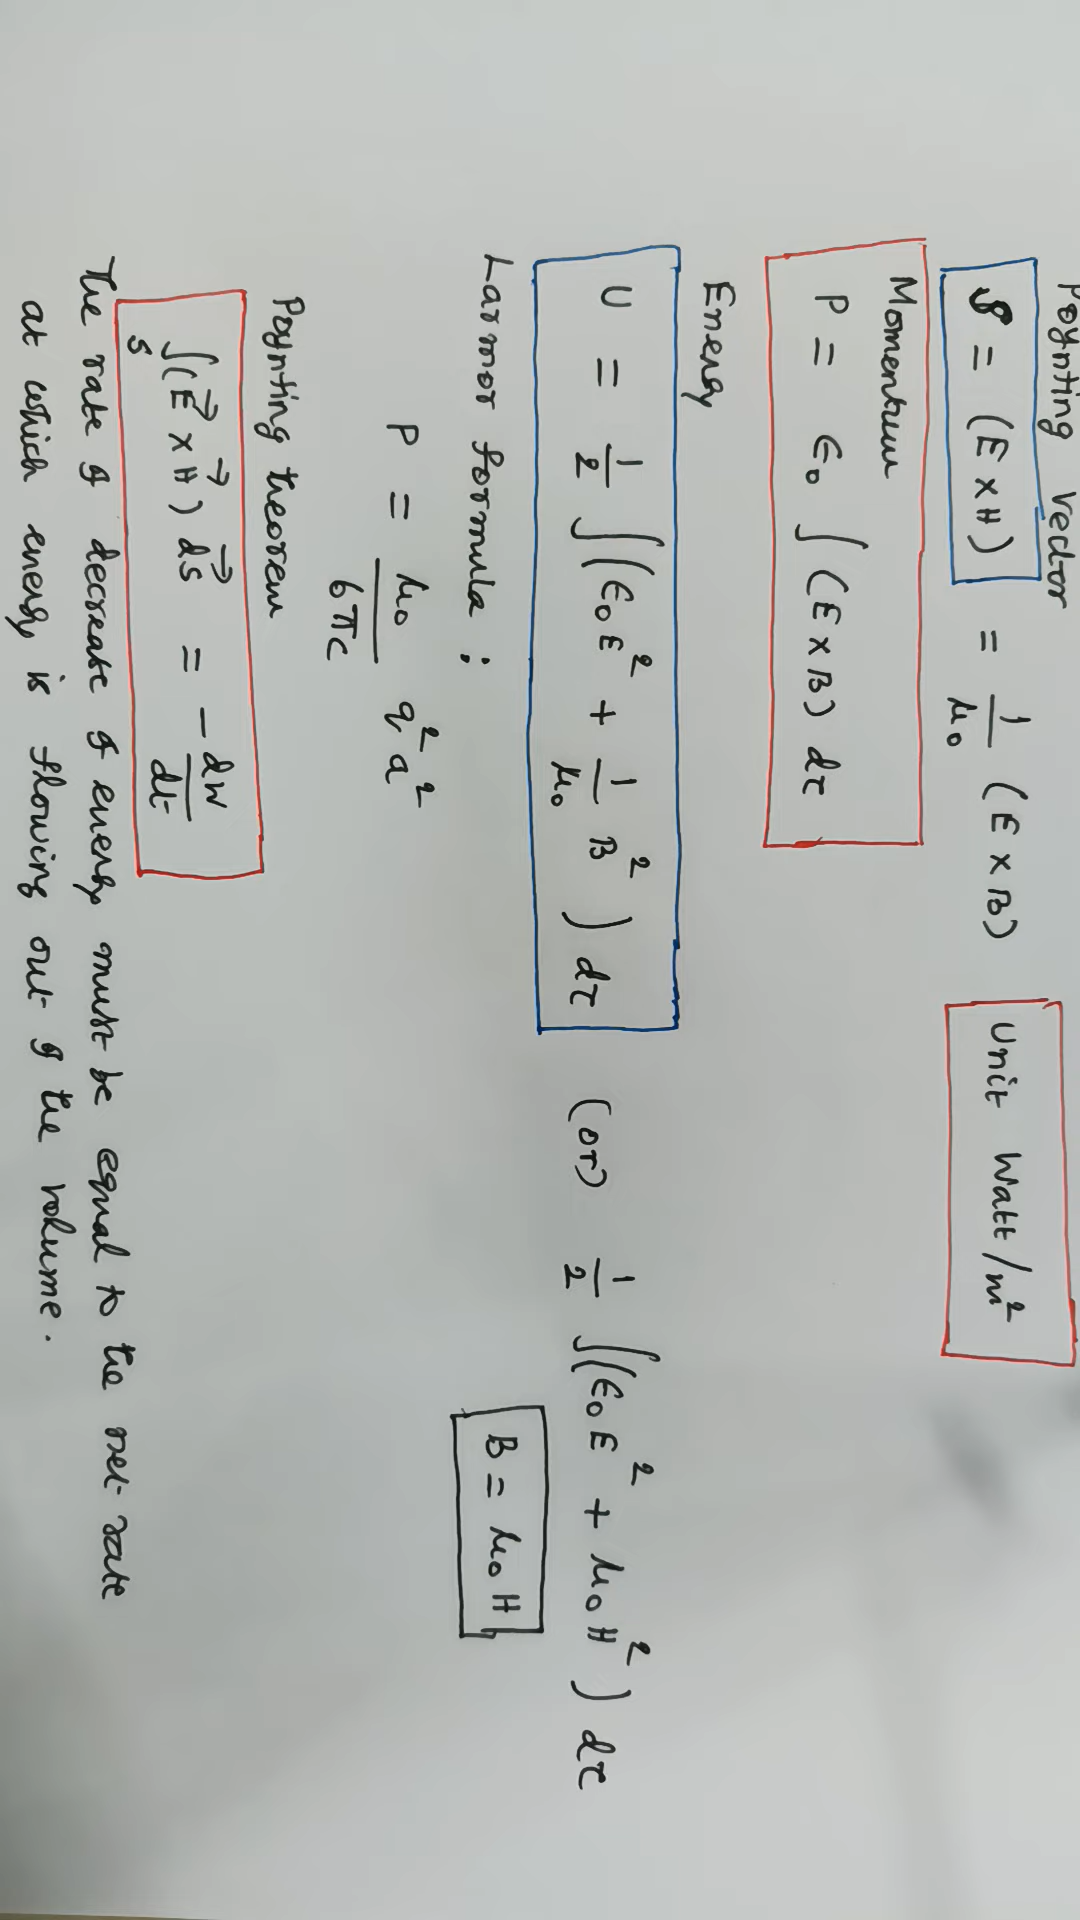 Poynting Vector
S = (E × H) = 1/μ₀ (E × B) Unit Watt/m²
Momentum
P = ϵ₀ ∫ (E × B) dτ
Energy
U = 1/2 ∫(ϵ₀E² + 1/μ₀ B²) dτ (or) 1/2 ∫(ϵ₀E² + μ₀H²) dτ
B = μ₀H
Larmor formula :
P = μ₀/6πc q²a²
Poynting theorem
∫ₛ(E⃗ × H⃗) ds⃗ = - dw/dt
The rate of decrease of energy must be equal to the net rate
at which energy is flowing out of the volume.